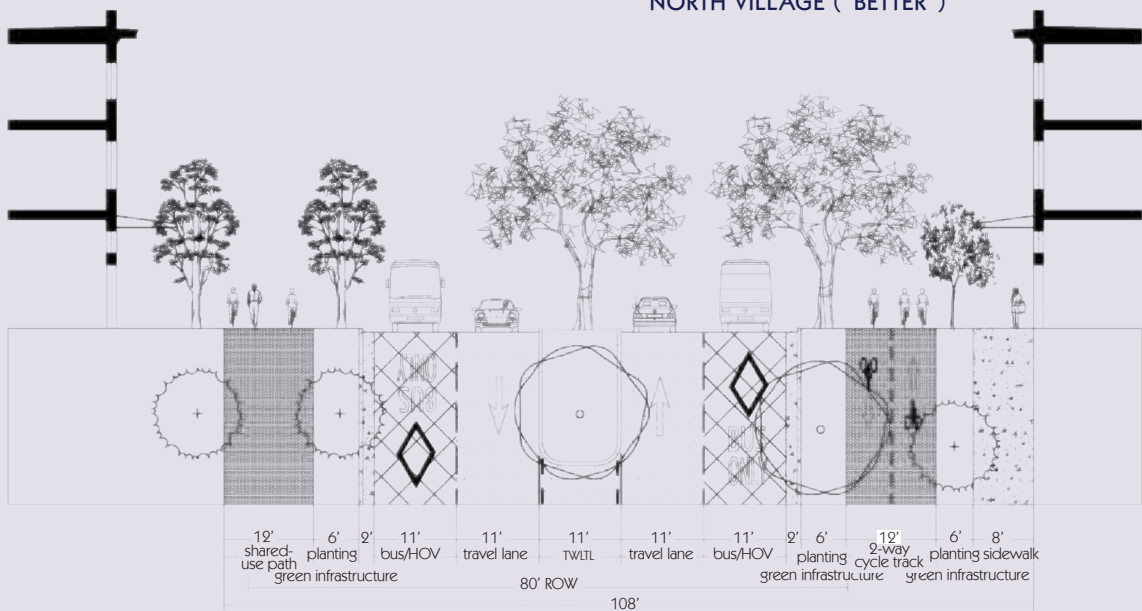 NORTH VILLAGE ( "BETTER" )
BUS
ONLY
BUS
ONLY
12' 6' 2' 11' 11' 11' 11' 11' 2' 6' 12' 6' 8'
shared-use path planting bus/HOV travel lane TWLTL travel lane bus/HOV planting 2-way cycle track planting sidewalk
green infrastructure green infrastructure green infrastructure
80' ROW
108'